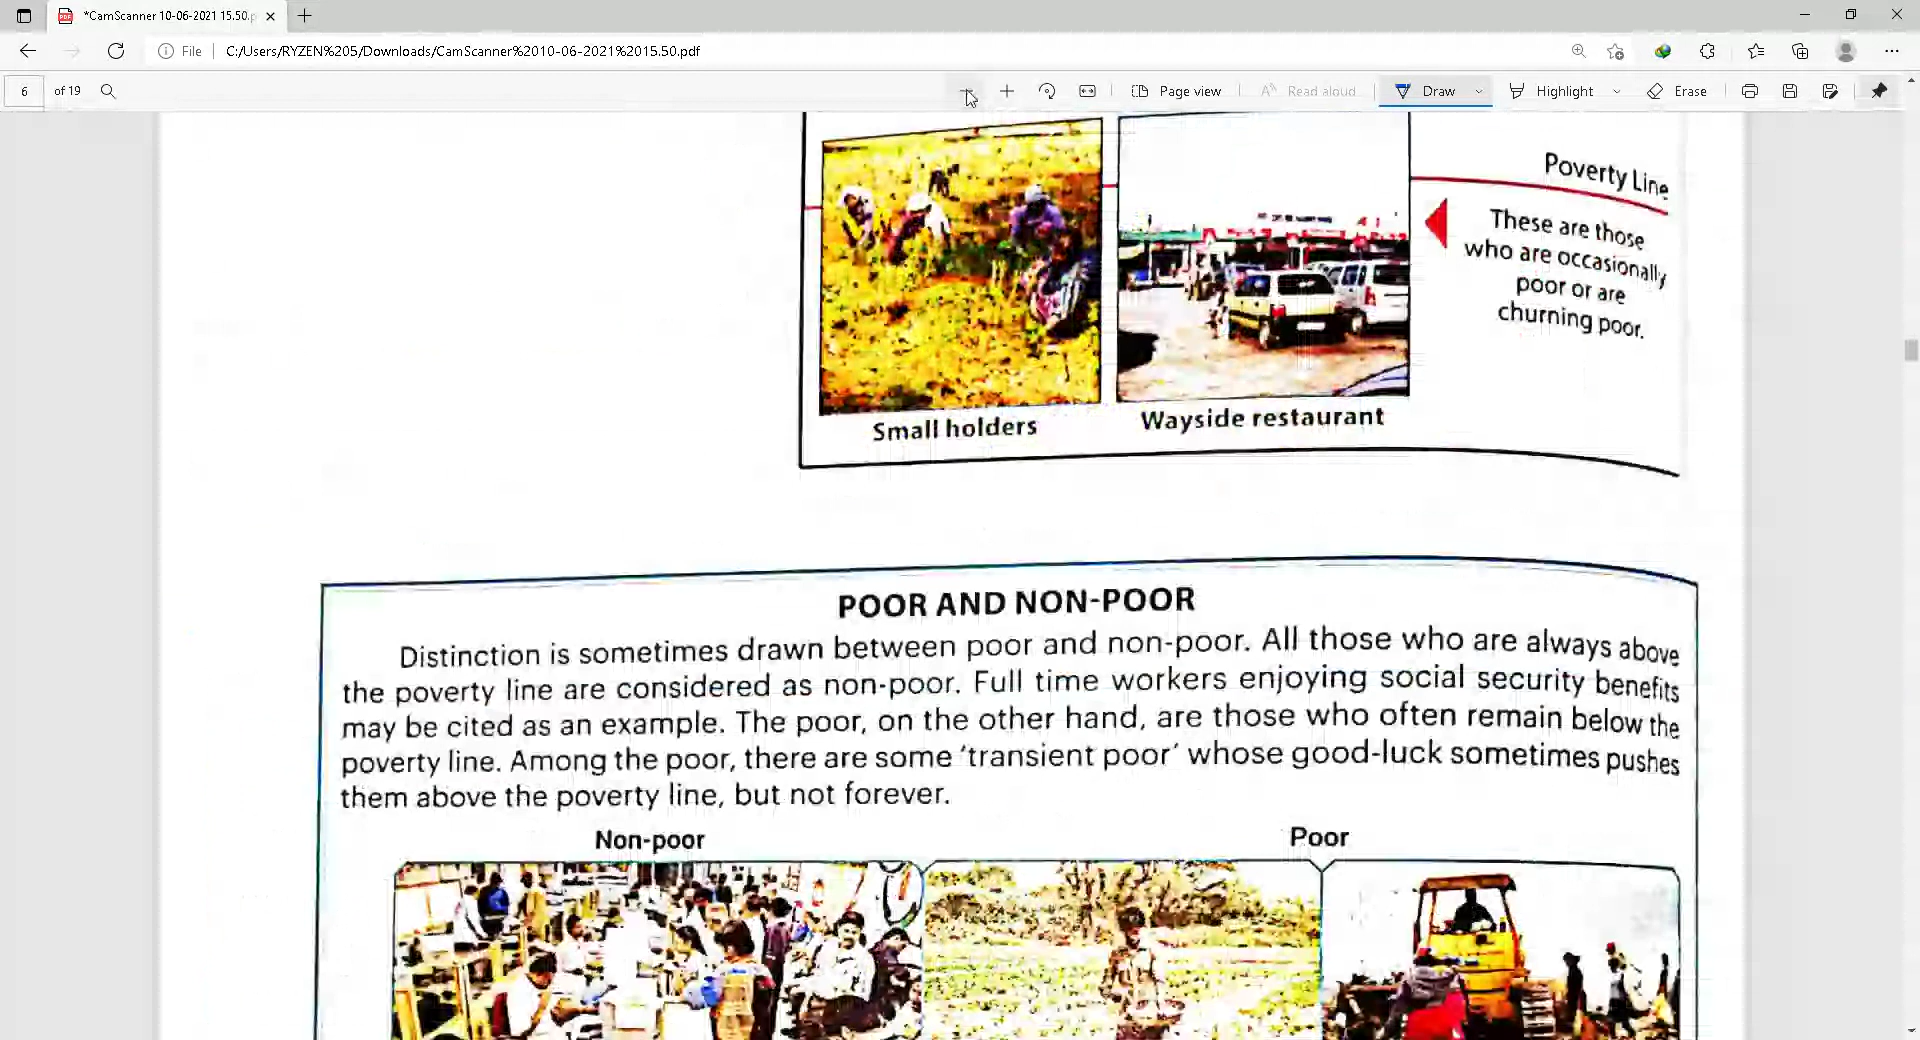 *CamScanner 10-06-2021 15.50.p
File
C:/Users/RYZEN%205/Downloads/CamScanner%2010-06-2021%2015.50.pdf
6 of 19
Page view
Read aloud
Draw
Highlight
Erase
Poverty Line
These are those
who are occasionally
poor or are
churning poor.
Small holders
Wayside restaurant
POOR AND NON-POOR
Distinction is sometimes drawn between poor and non-poor. All those who are always above
the poverty line are considered as non-poor. Full time workers enjoying social security benefits
may be cited as an example. The poor, on the other hand, are those who often remain below the
poverty line. Among the poor, there are some 'transient poor' whose good-luck sometimes pushes
them above the poverty line, but not forever.
Non-poor
Poor